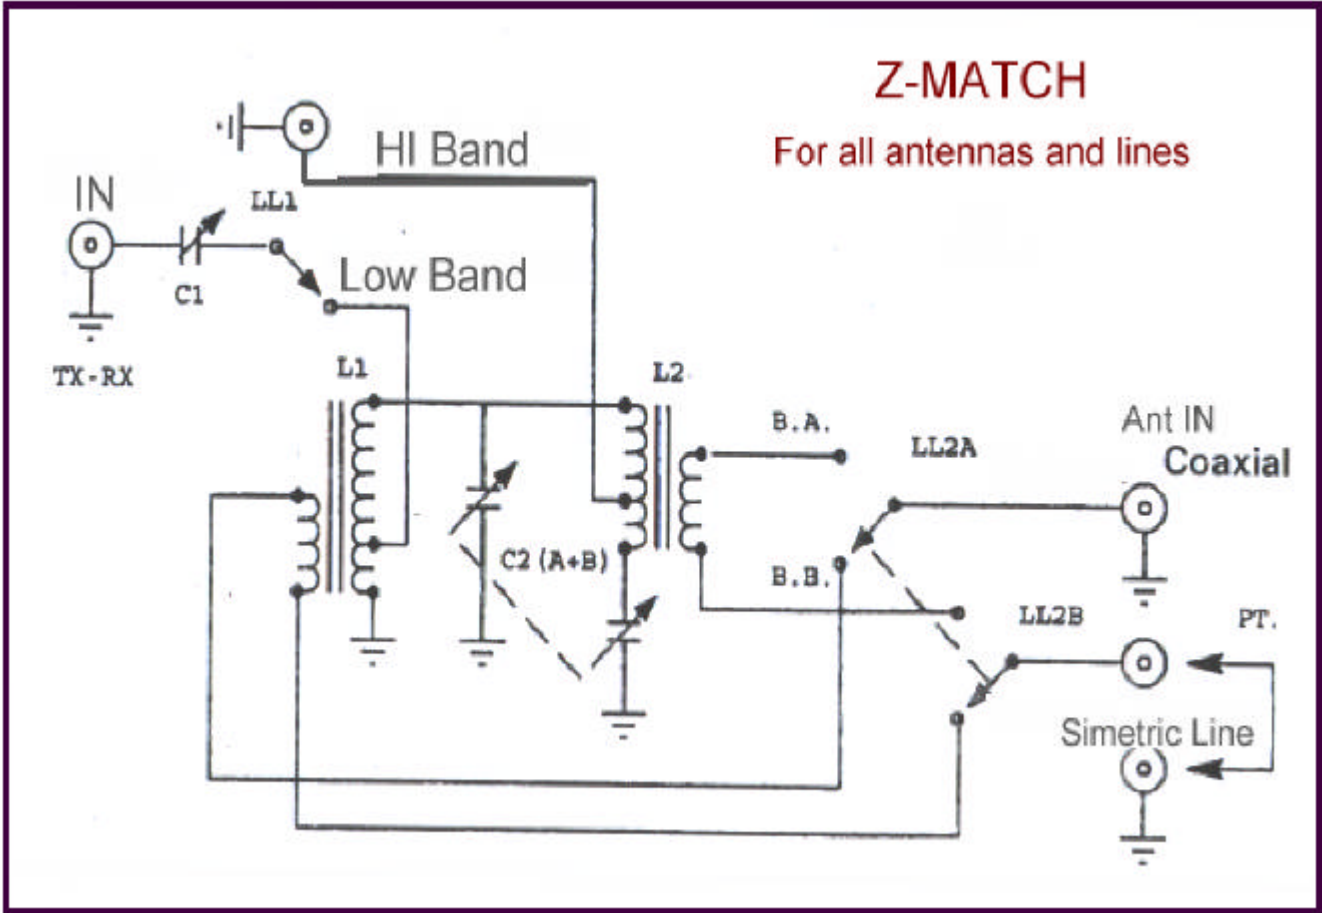 Z-MATCH
For all antennas and lines
HI Band
IN
LL1
Low Band
C1
TX-RX
L1
L2
B.A.
LL2A
Ant IN
Coaxial
C2 (A+B)
B.B.
LL2B
PT.
Simetric Line